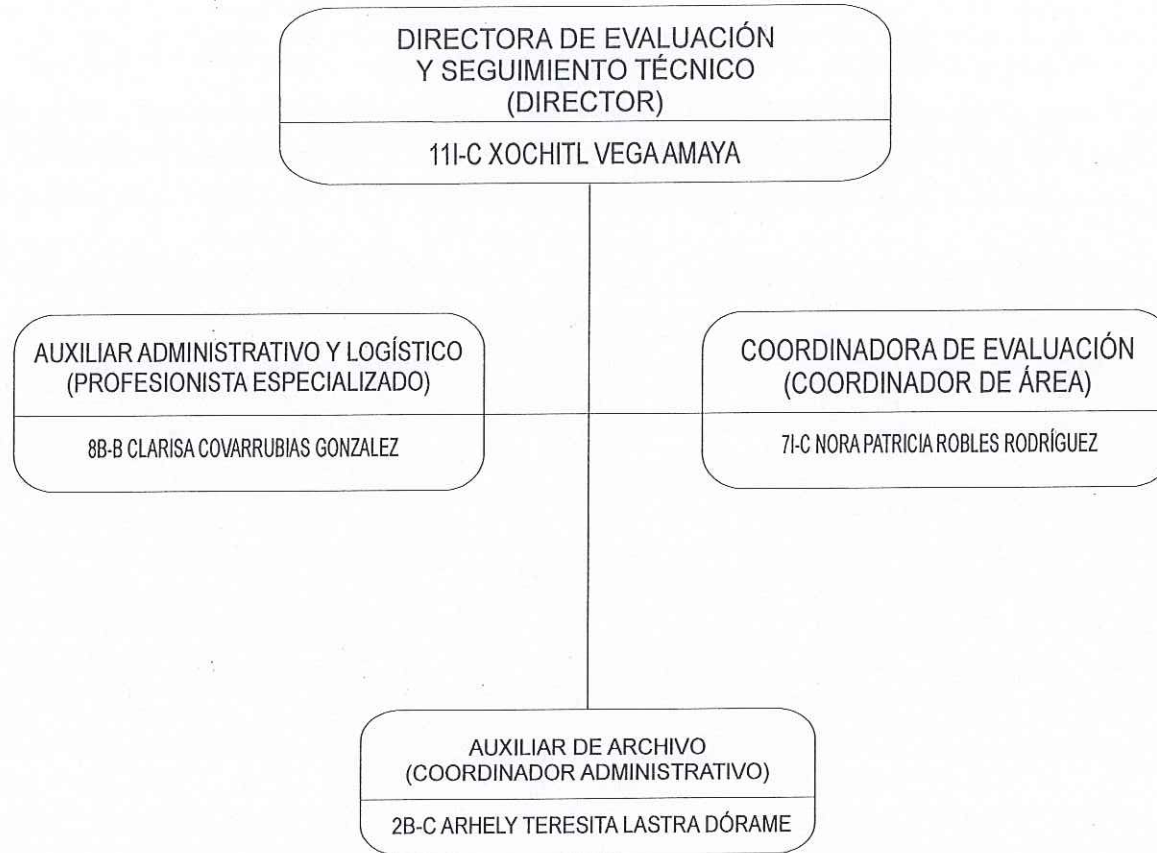 DIRECTORA DE EVALUACIÓN
Y SEGUIMIENTO TÉCNICO
(DIRECTOR)
11I-C XOCHITL VEGA AMAYA
AUXILIAR ADMINISTRATIVO Y LOGÍSTICO
(PROFESIONISTA ESPECIALIZADO)
8B-B CLARISA COVARRUBIAS GONZALEZ
COORDINADORA DE EVALUACIÓN
(COORDINADOR DE ÁREA)
7I-C NORA PATRICIA ROBLES RODRÍGUEZ
AUXILIAR DE ARCHIVO
(COORDINADOR ADMINISTRATIVO)
2B-C ARHELY TERESITA LASTRA DÓRAME